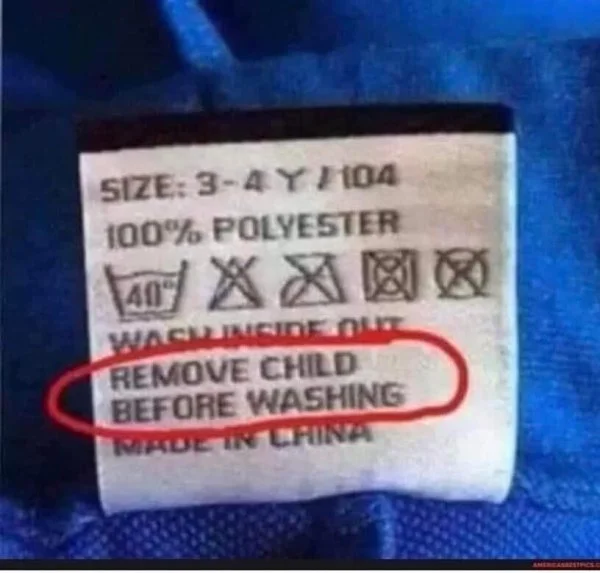 SIZE: 3-4 Y / 104
100% POLYESTER
40°
WASH INSIDE OUT
REMOVE CHILD
BEFORE WASHING
MADE IN CHINA